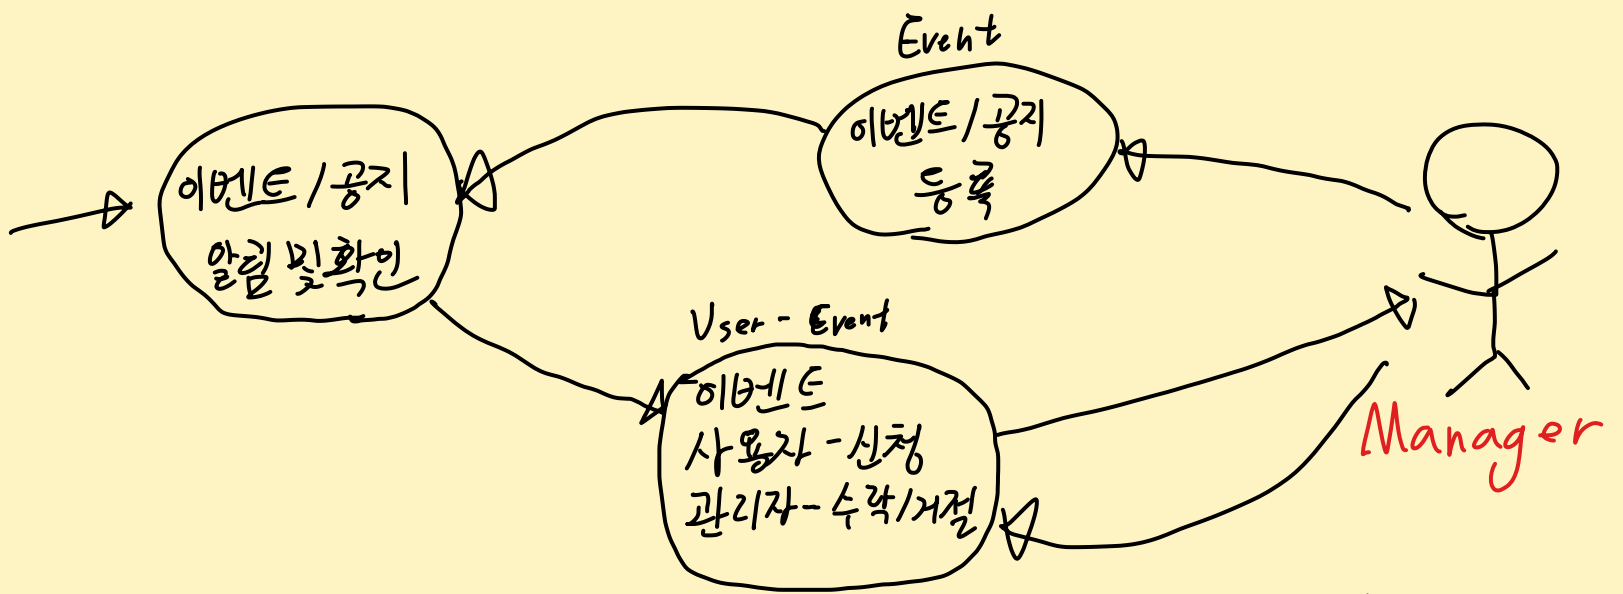 Event
이벤트/공지
등록
이벤트/공지
알림 및 확인
User - Event
이벤트
사용자 - 신청
관리자 - 수락/거절
Manager